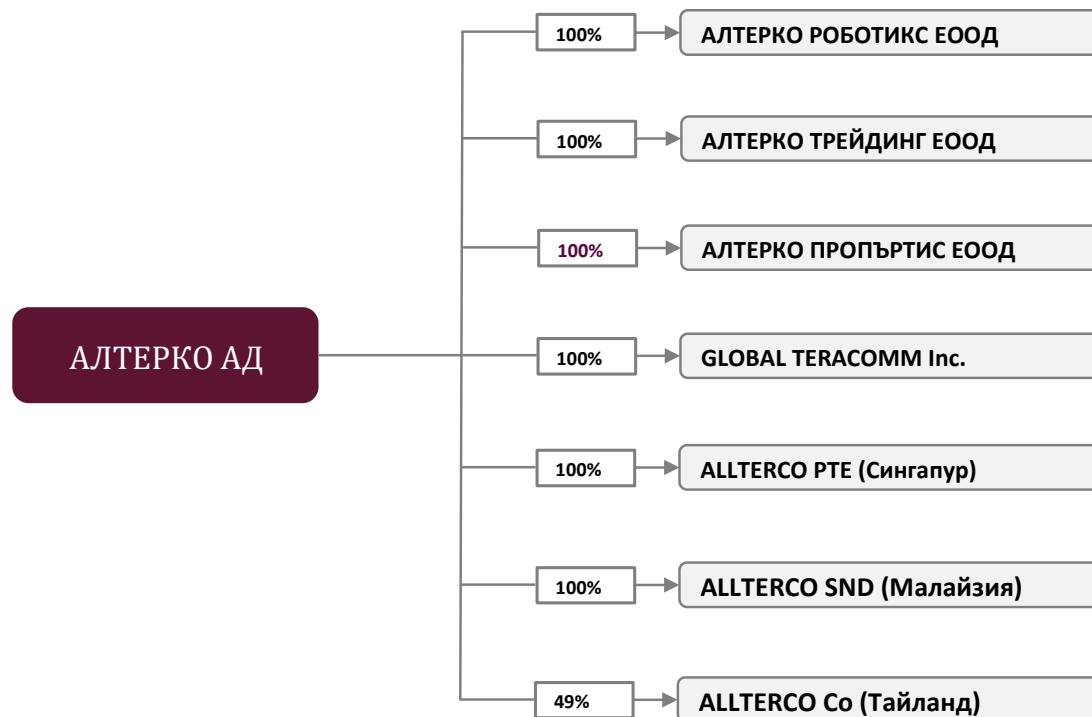 100%
АЛТЕРКО РОБОТИКС ЕООД
100%
АЛТЕРКО ТРЕЙДИНГ ЕООД
100%
АЛТЕРКО ПРОПЪРТИС ЕООД
АЛТЕРКО АД
100%
GLOBAL TERACOMM Inc.
100%
ALLTERCO PTE (Сингапур)
100%
ALLTERCO SND (Малайзия)
49%
ALLTERCO Co (Тайланд)